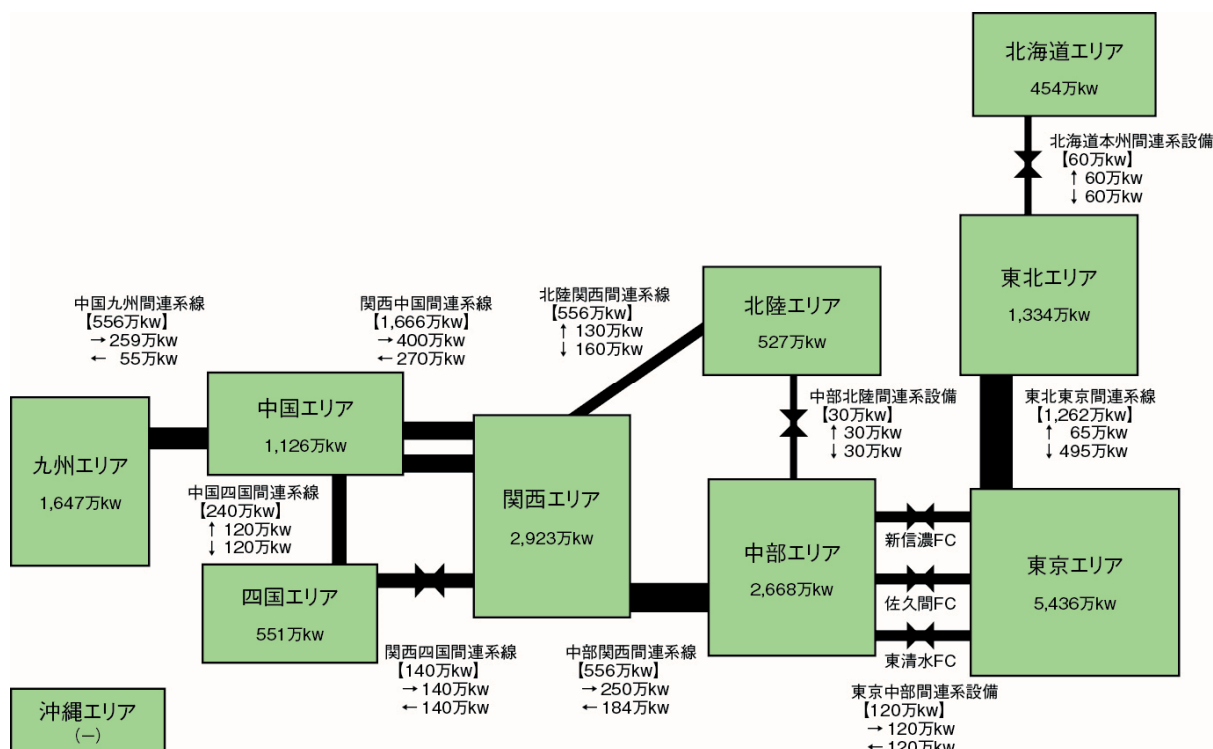 北海道エリア
454万kw
北海道本州間連系設備
【60万kw】
↑ 60万kw
↓ 60万kw
東北エリア
1,334万kw
北陸エリア
527万kw
北陸関西間連系線
【556万kw】
↑ 130万kw
↓ 160万kw
中国九州間連系線
【556万kw】
→ 259万kw
← 55万kw
関西中国間連系線
【1,666万kw】
→ 400万kw
← 270万kw
中部北陸間連系設備
【30万kw】
↑ 30万kw
↓ 30万kw
東北東京間連系線
【1,262万kw】
↑ 65万kw
↓ 495万kw
中国エリア
1,126万kw
九州エリア
1,647万kw
中国四国間連系線
【240万kw】
↑ 120万kw
↓ 120万kw
関西エリア
2,923万kw
中部エリア
2,668万kw
新信濃FC
佐久間FC
東清水FC
東京エリア
5,436万kw
四国エリア
551万kw
関西四国間連系線
【140万kw】
→ 140万kw
← 140万kw
中部関西間連系線
【556万kw】
→ 250万kw
← 184万kw
東京中部間連系設備
【120万kw】
→ 120万kw
← 120万kw
沖縄エリア
(ー)